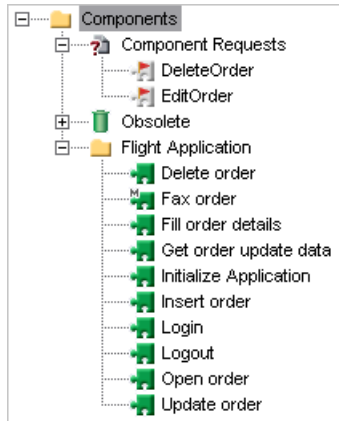 Components
Component Requests
DeleteOrder
EditOrder
Obsolete
Flight Application
Delete order
M Fax order
Fill order details
Get order update data
Initialize Application
Insert order
Login
Logout
Open order
Update order